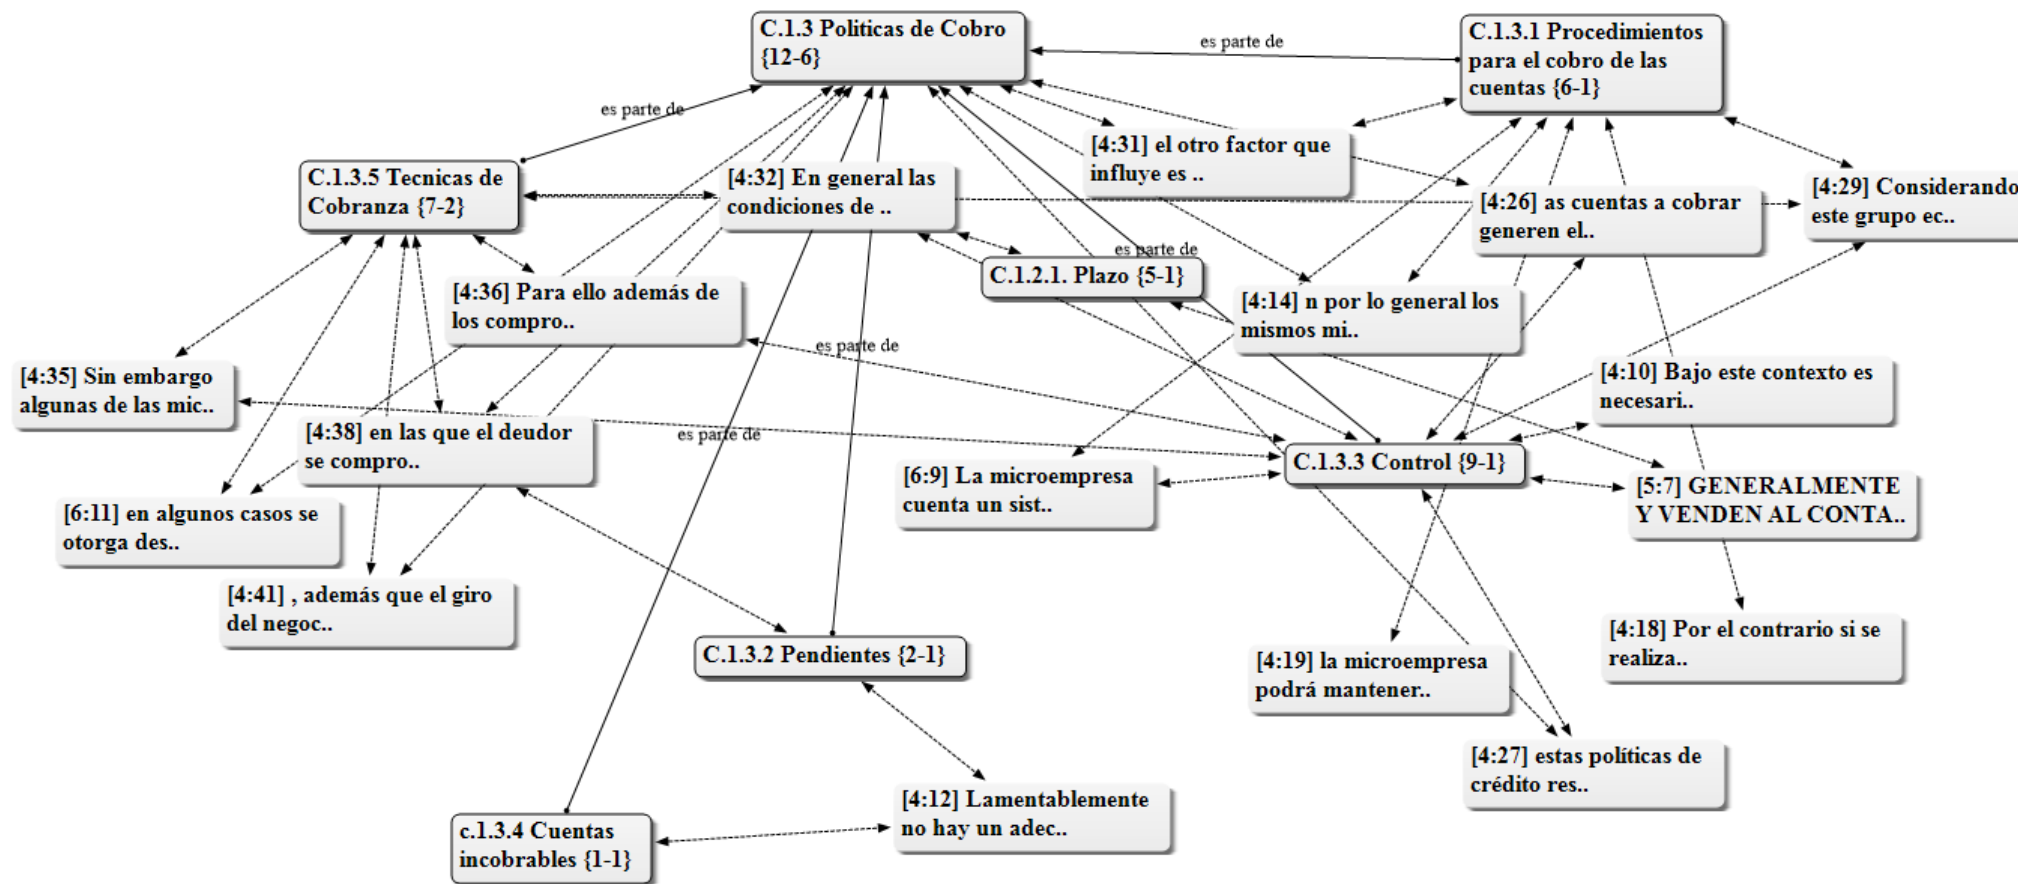 C.1.3 Politicas de Cobro
{12-6}
es parte de
C.1.3.1 Procedimientos
para el cobro de las
cuentas {6-1}
es parte de
[4:31] el otro factor que
influye es ..
C.1.3.5 Tecnicas de
Cobranza {7-2}
[4:32] En general las
condiciones de ..
[4:26] as cuentas a cobrar
generen el..
[4:29] Considerando
este grupo ec..
es parte de
C.1.2.1. Plazo {5-1}
[4:36] Para ello además de
los compro..
[4:14] n por lo general los
mismos mi..
es parte de
[4:35] Sin embargo
algunas de las mic..
[4:10] Bajo este contexto es
necesari..
[4:38] en las que el deudor
se compro..
es parte de
C.1.3.3 Control {9-1}
[6:9] La microempresa
cuenta un sist..
[5:7] GENERALMENTE
Y VENDEN AL CONTA..
[6:11] en algunos casos se
otorga des..
[4:41] , además que el giro
del negoc..
C.1.3.2 Pendientes {2-1}
[4:19] la microempresa
podrá mantener..
[4:18] Por el contrario si se
realiza..
[4:27] estas políticas de
crédito res..
[4:12] Lamentablemente
no hay un adec..
c.1.3.4 Cuentas
incobrables {1-1}